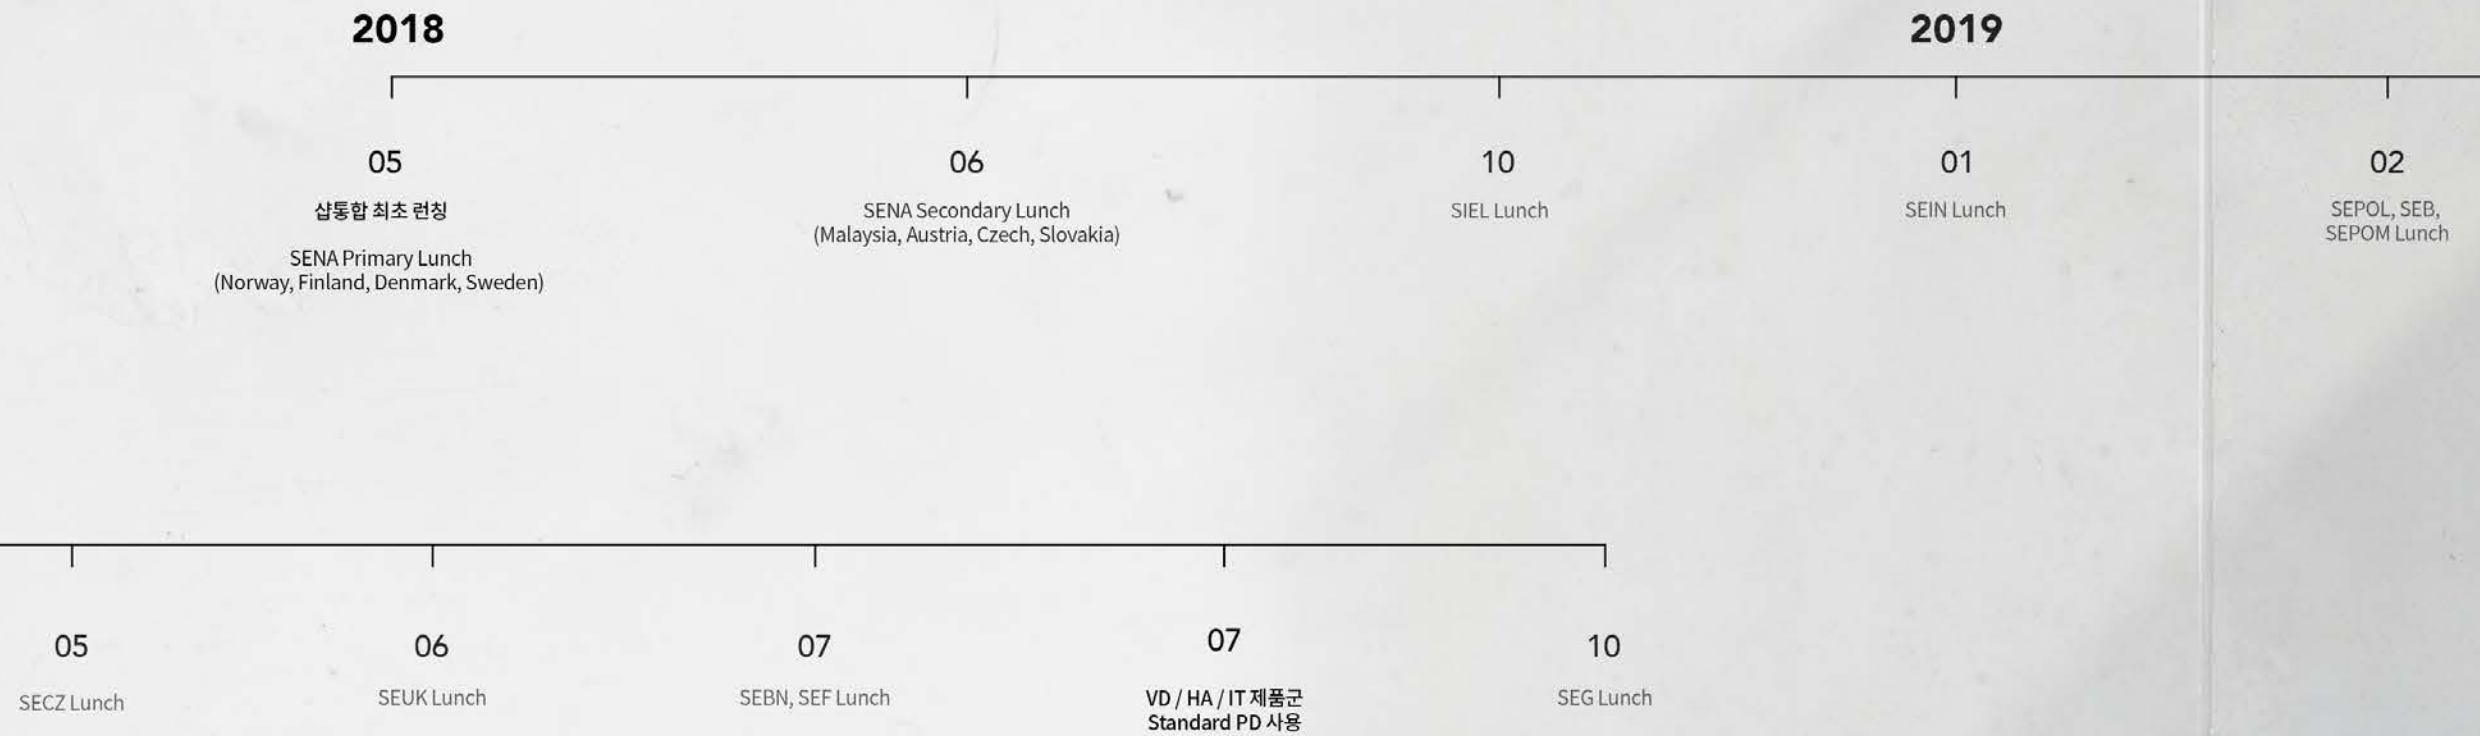 2018
2019
05
샵통합 최초 런칭
SENA Primary Lunch
(Norway, Finland, Denmark, Sweden)
06
SENA Secondary Lunch
(Malaysia, Austria, Czech, Slovakia)
10
SIEL Lunch
01
SEIN Lunch
02
SEPOL, SEB,
SEPOM Lunch
05
SECZ Lunch
06
SEUK Lunch
07
SEBN, SEF Lunch
07
VD / HA / IT 제품군
Standard PD 사용
10
SEG Lunch